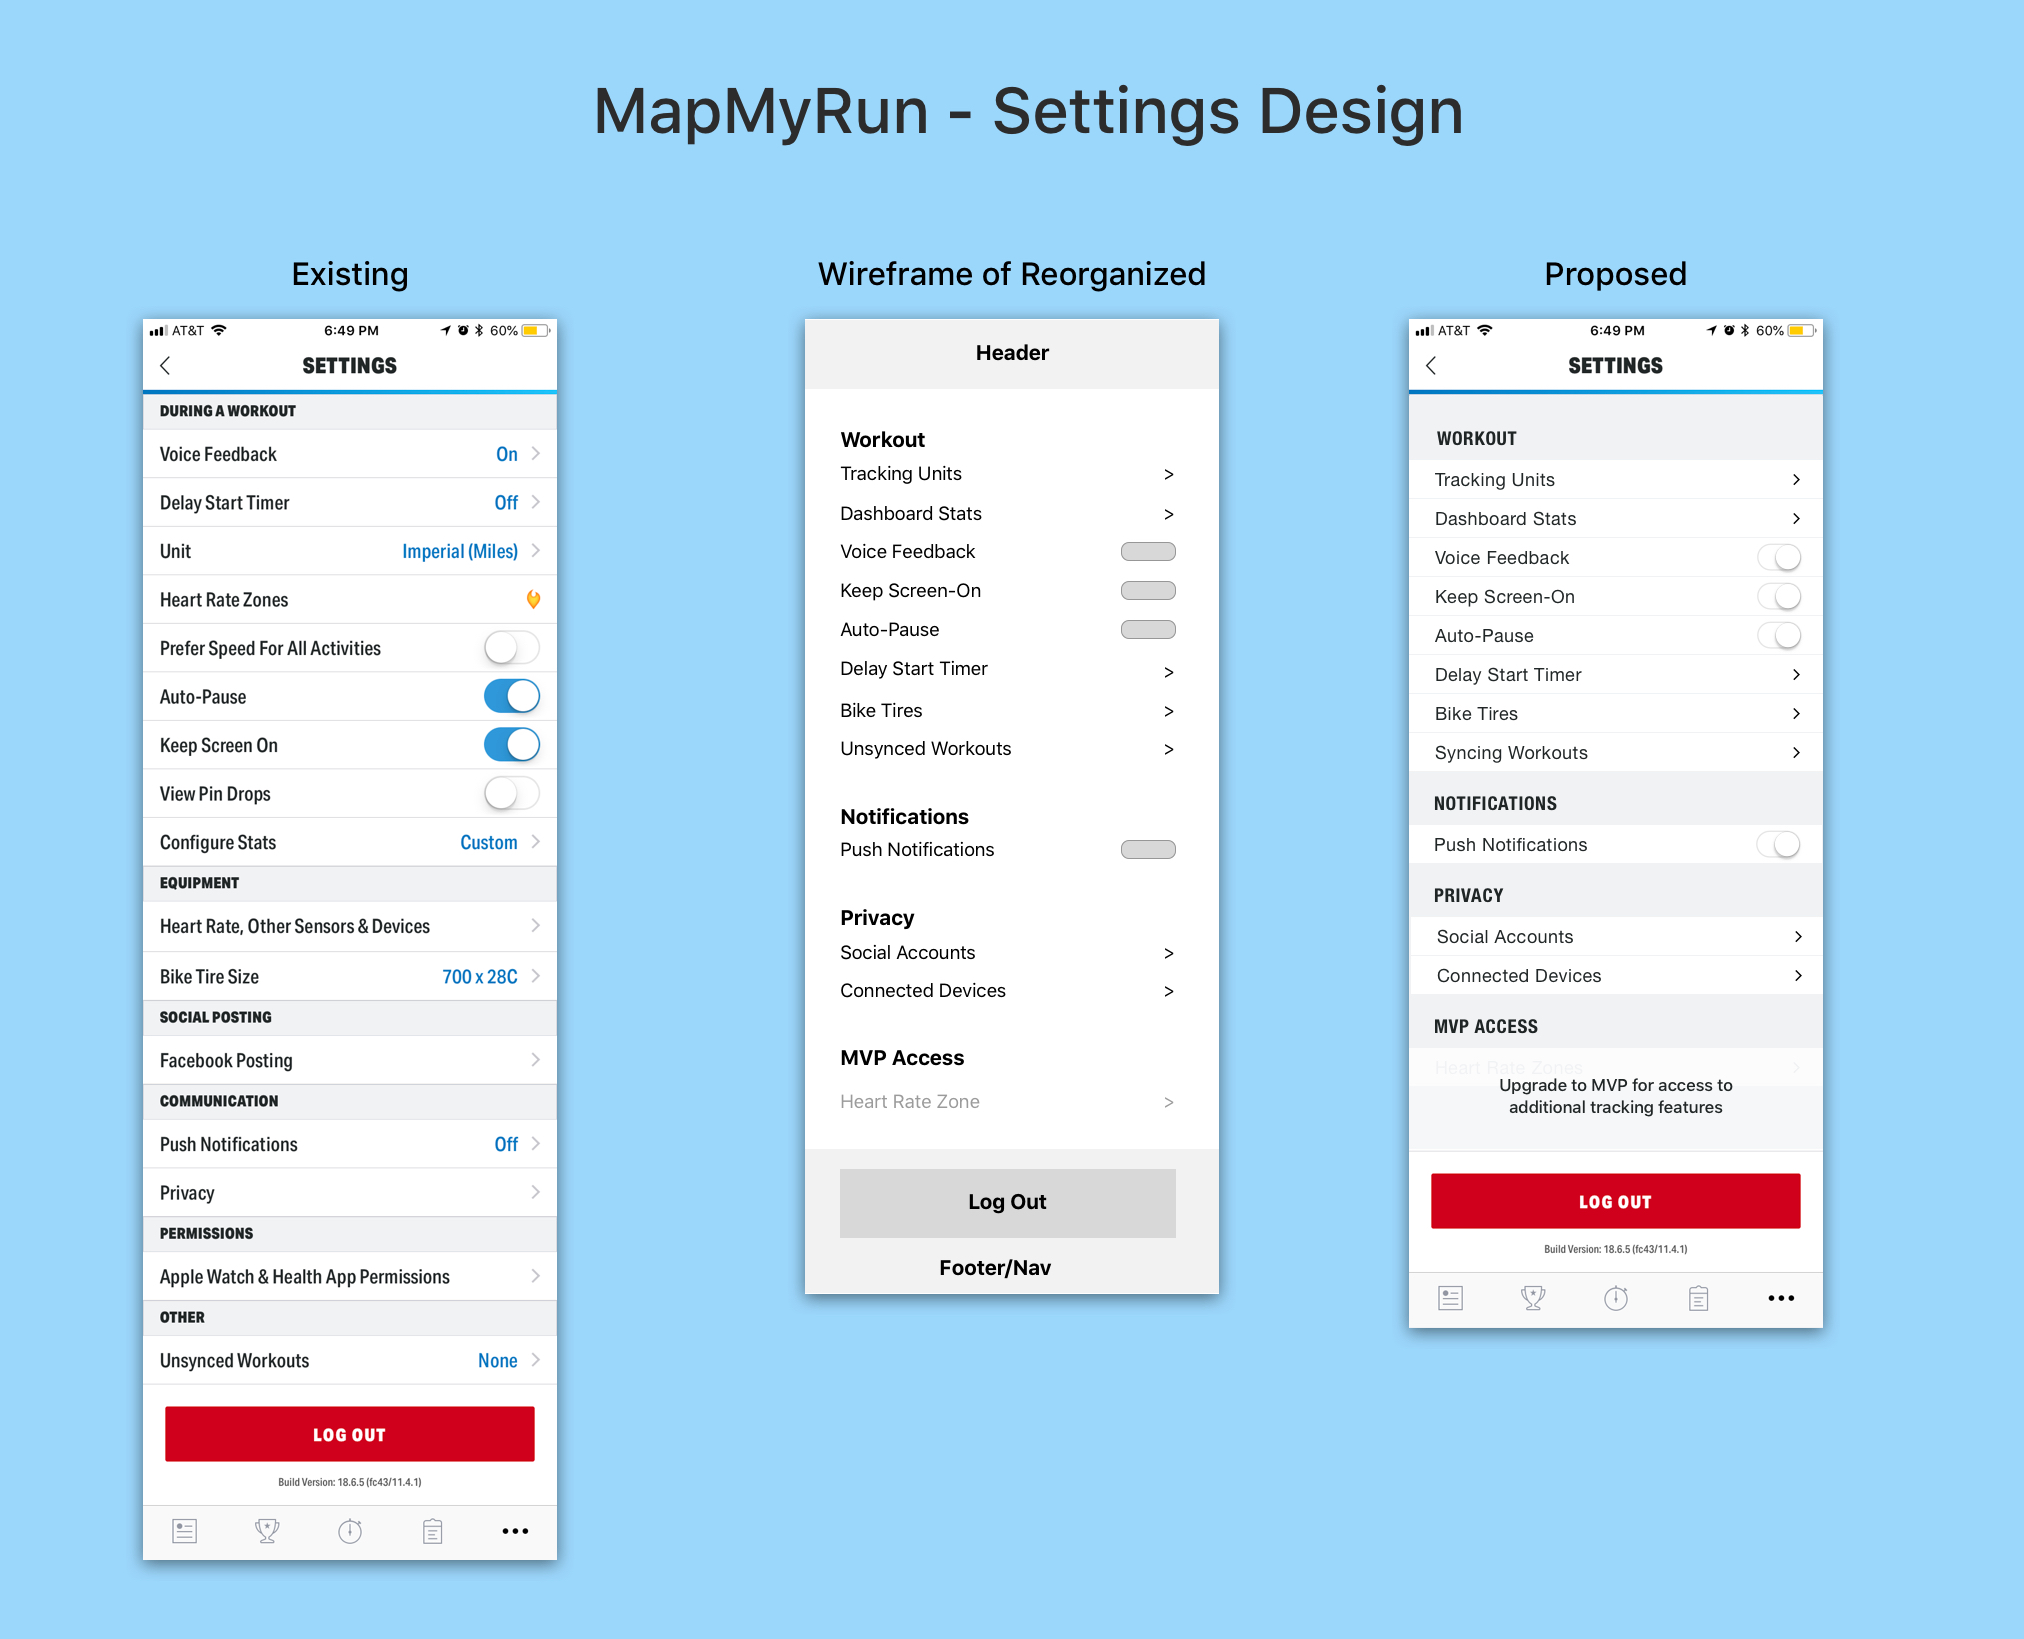 MapMyRun - Settings Design
Existing
AT&T 6:49 PM 60%
SETTINGS
DURING A WORKOUT
Voice Feedback On
Delay Start Timer Off
Unit Imperial (Miles)
Heart Rate Zones
Prefer Speed For All Activities
Auto-Pause
Keep Screen On
View Pin Drops
Configure Stats Custom
EQUIPMENT
Heart Rate, Other Sensors & Devices
Bike Tire Size 700 x 28C
SOCIAL POSTING
Facebook Posting
COMMUNICATION
Push Notifications Off
Privacy
PERMISSIONS
Apple Watch & Health App Permissions
OTHER
Unsynced Workouts None
LOG OUT
Build Version: 18.6.5 (fc43/11.4.1)
Wireframe of Reorganized
Header
Workout
Tracking Units >
Dashboard Stats >
Voice Feedback
Keep Screen-On
Auto-Pause
Delay Start Timer >
Bike Tires >
Unsynced Workouts >
Notifications
Push Notifications
Privacy
Social Accounts >
Connected Devices >
MVP Access
Heart Rate Zone >
Log Out
Footer/Nav
Proposed
AT&T 6:49 PM 60%
SETTINGS
WORKOUT
Tracking Units
Dashboard Stats
Voice Feedback
Keep Screen-On
Auto-Pause
Delay Start Timer
Bike Tires
Syncing Workouts
NOTIFICATIONS
Push Notifications
PRIVACY
Social Accounts
Connected Devices
MVP ACCESS
Heart Rate Zones
Upgrade to MVP for access to
additional tracking features
LOG OUT
Build Version: 18.6.5 (fc43/11.4.1)